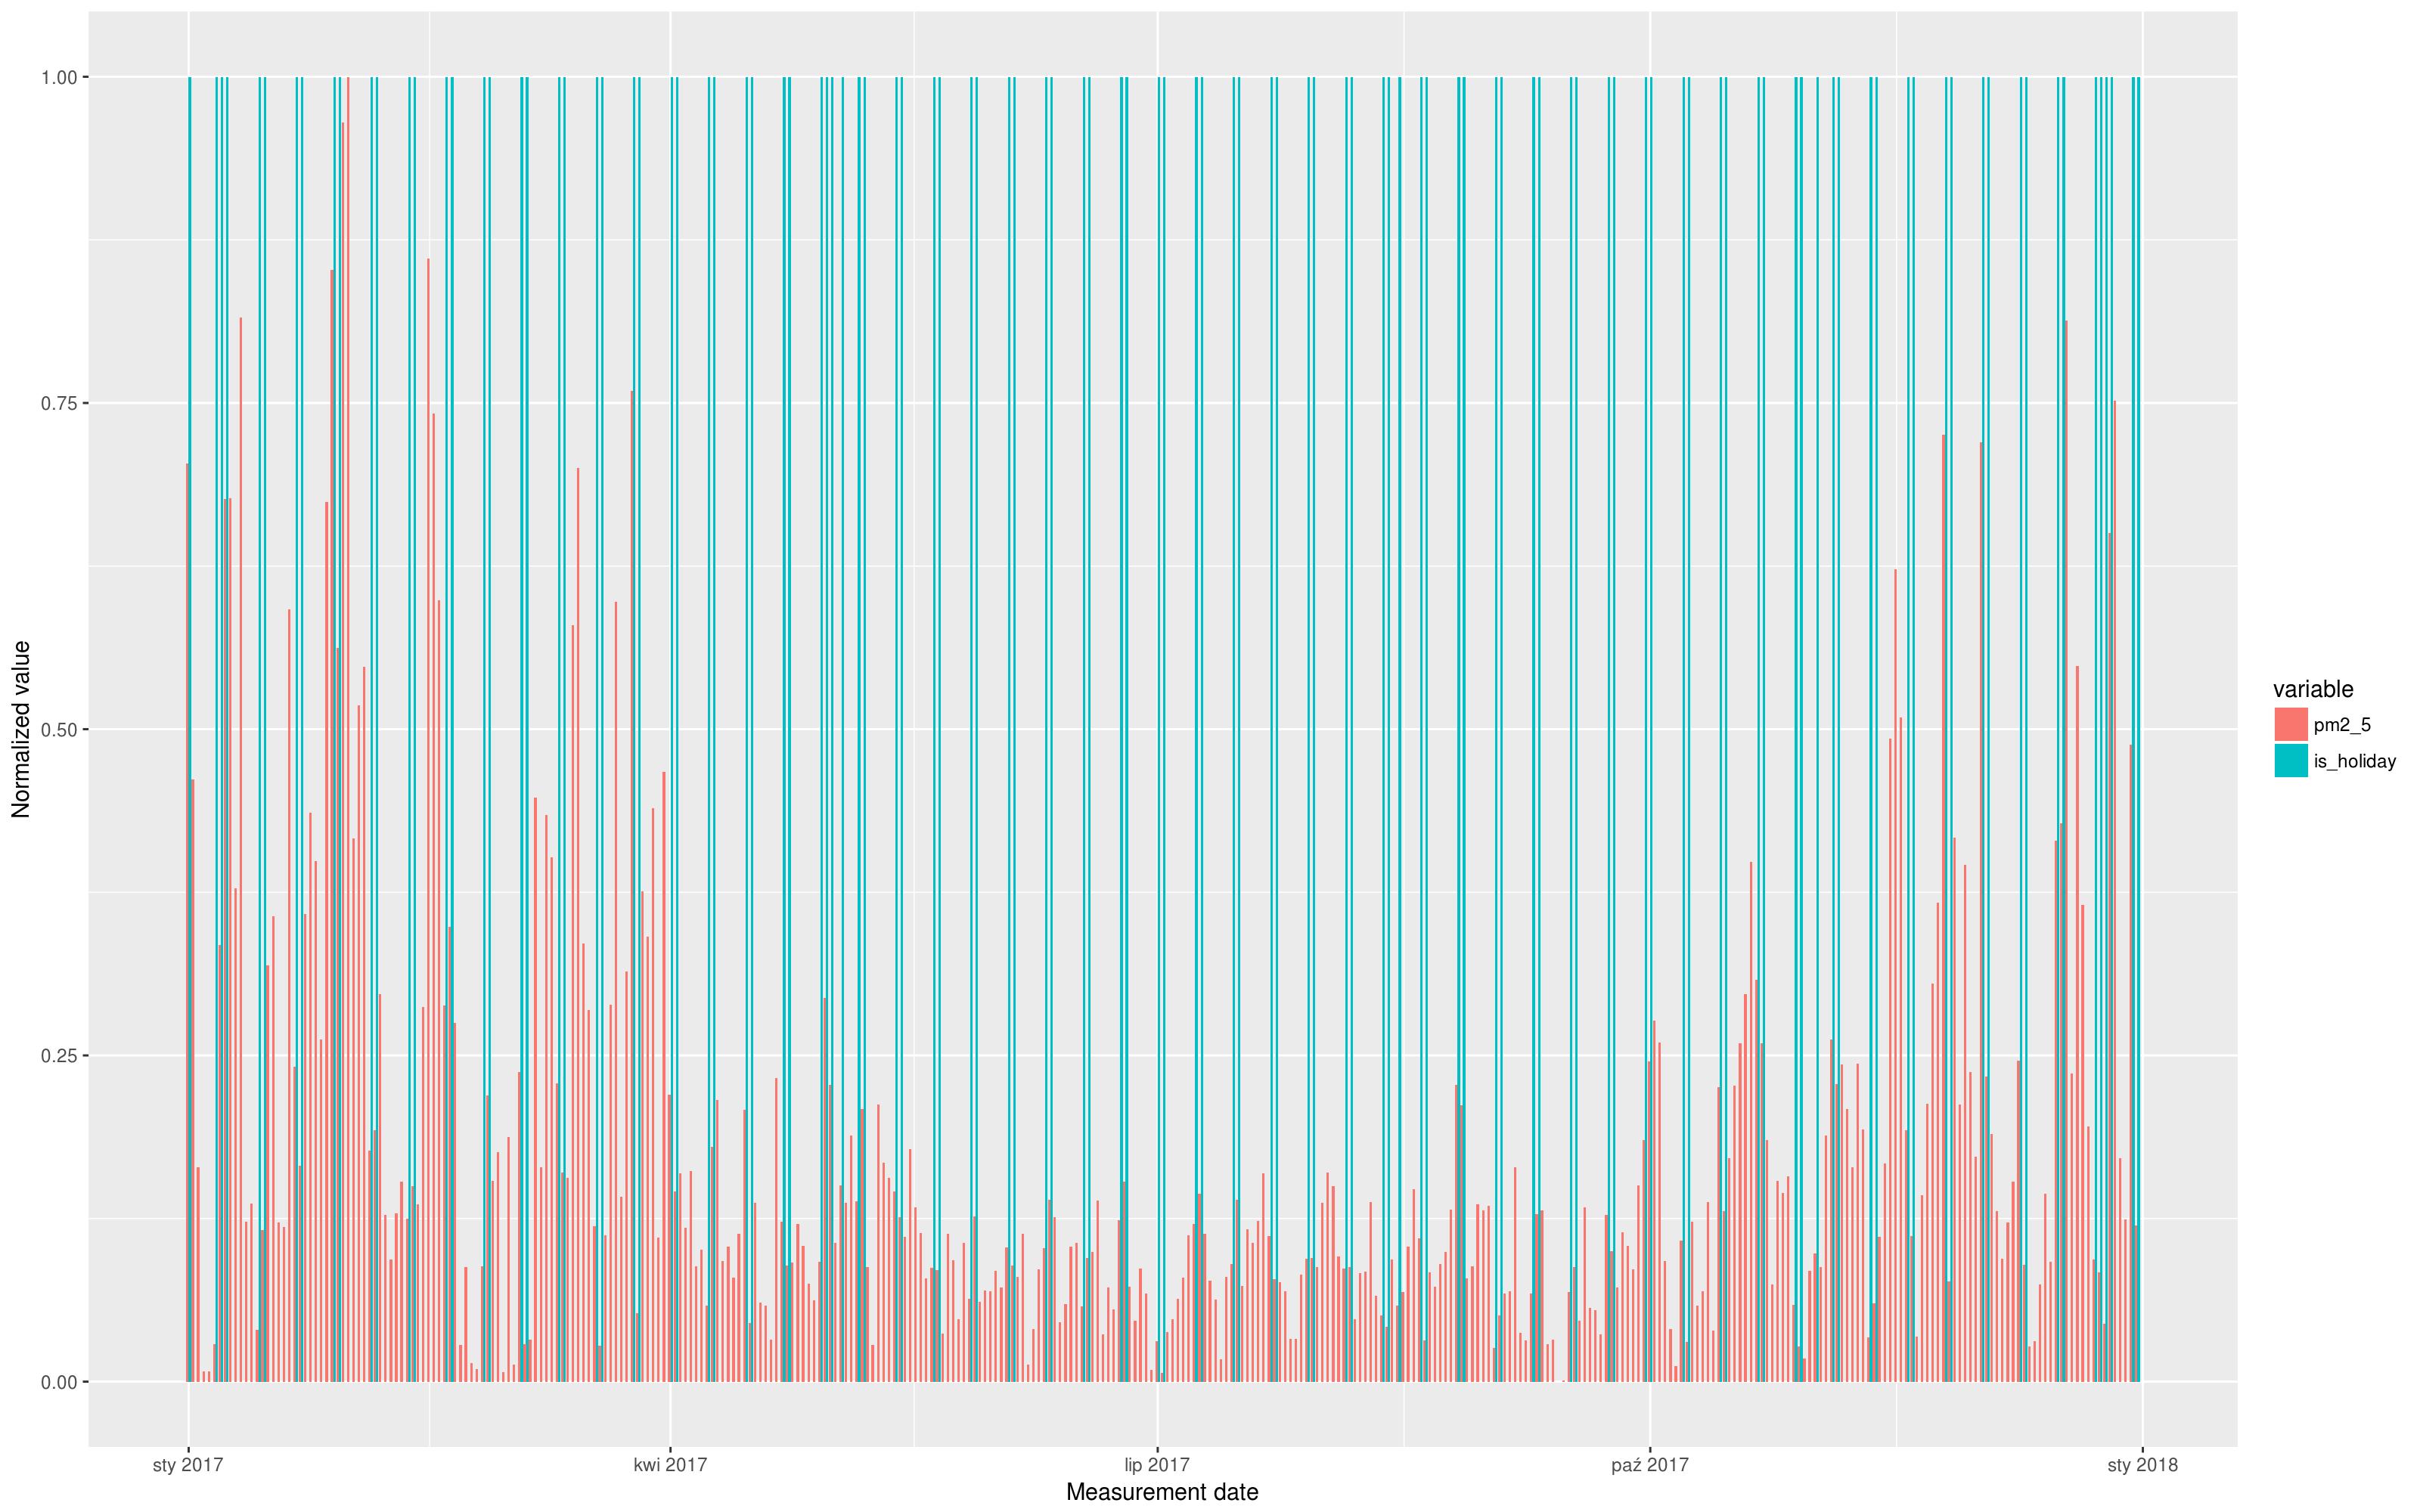 1.00
0.75
0.50
0.25
0.00
Normalized value
sty 2017
kwi 2017
lip 2017
paź 2017
sty 2018
Measurement date
variable
pm2_5
is_holiday